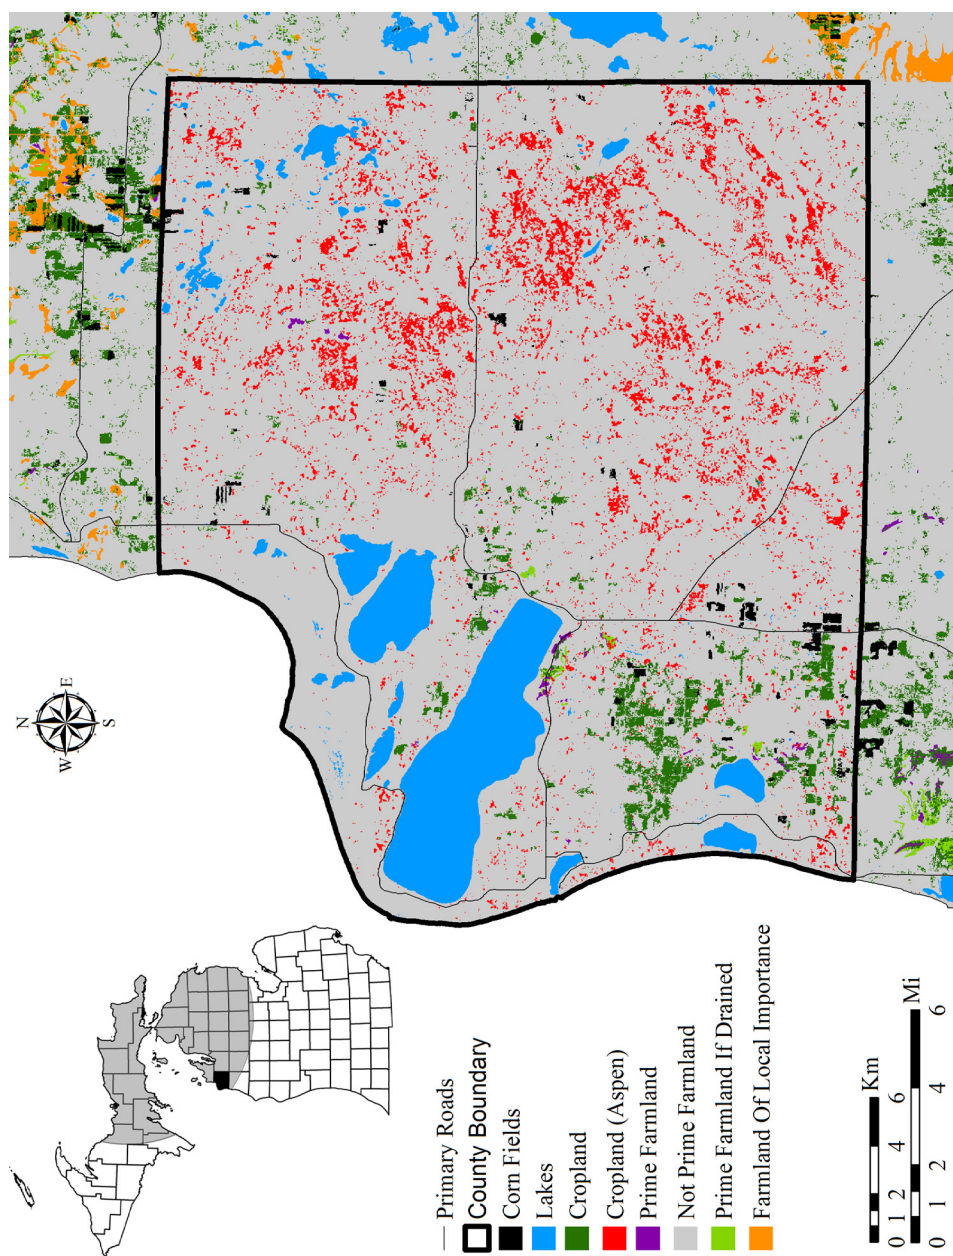 N
W
E
S
Primary Roads
County Boundary
Corn Fields
Lakes
Cropland
Cropland (Aspen)
Prime Farmland
Not Prime Farmland
Prime Farmland If Drained
Farmland Of Local Importance
0 1 2 4 6
Km
Mi
0 1 2 4 6